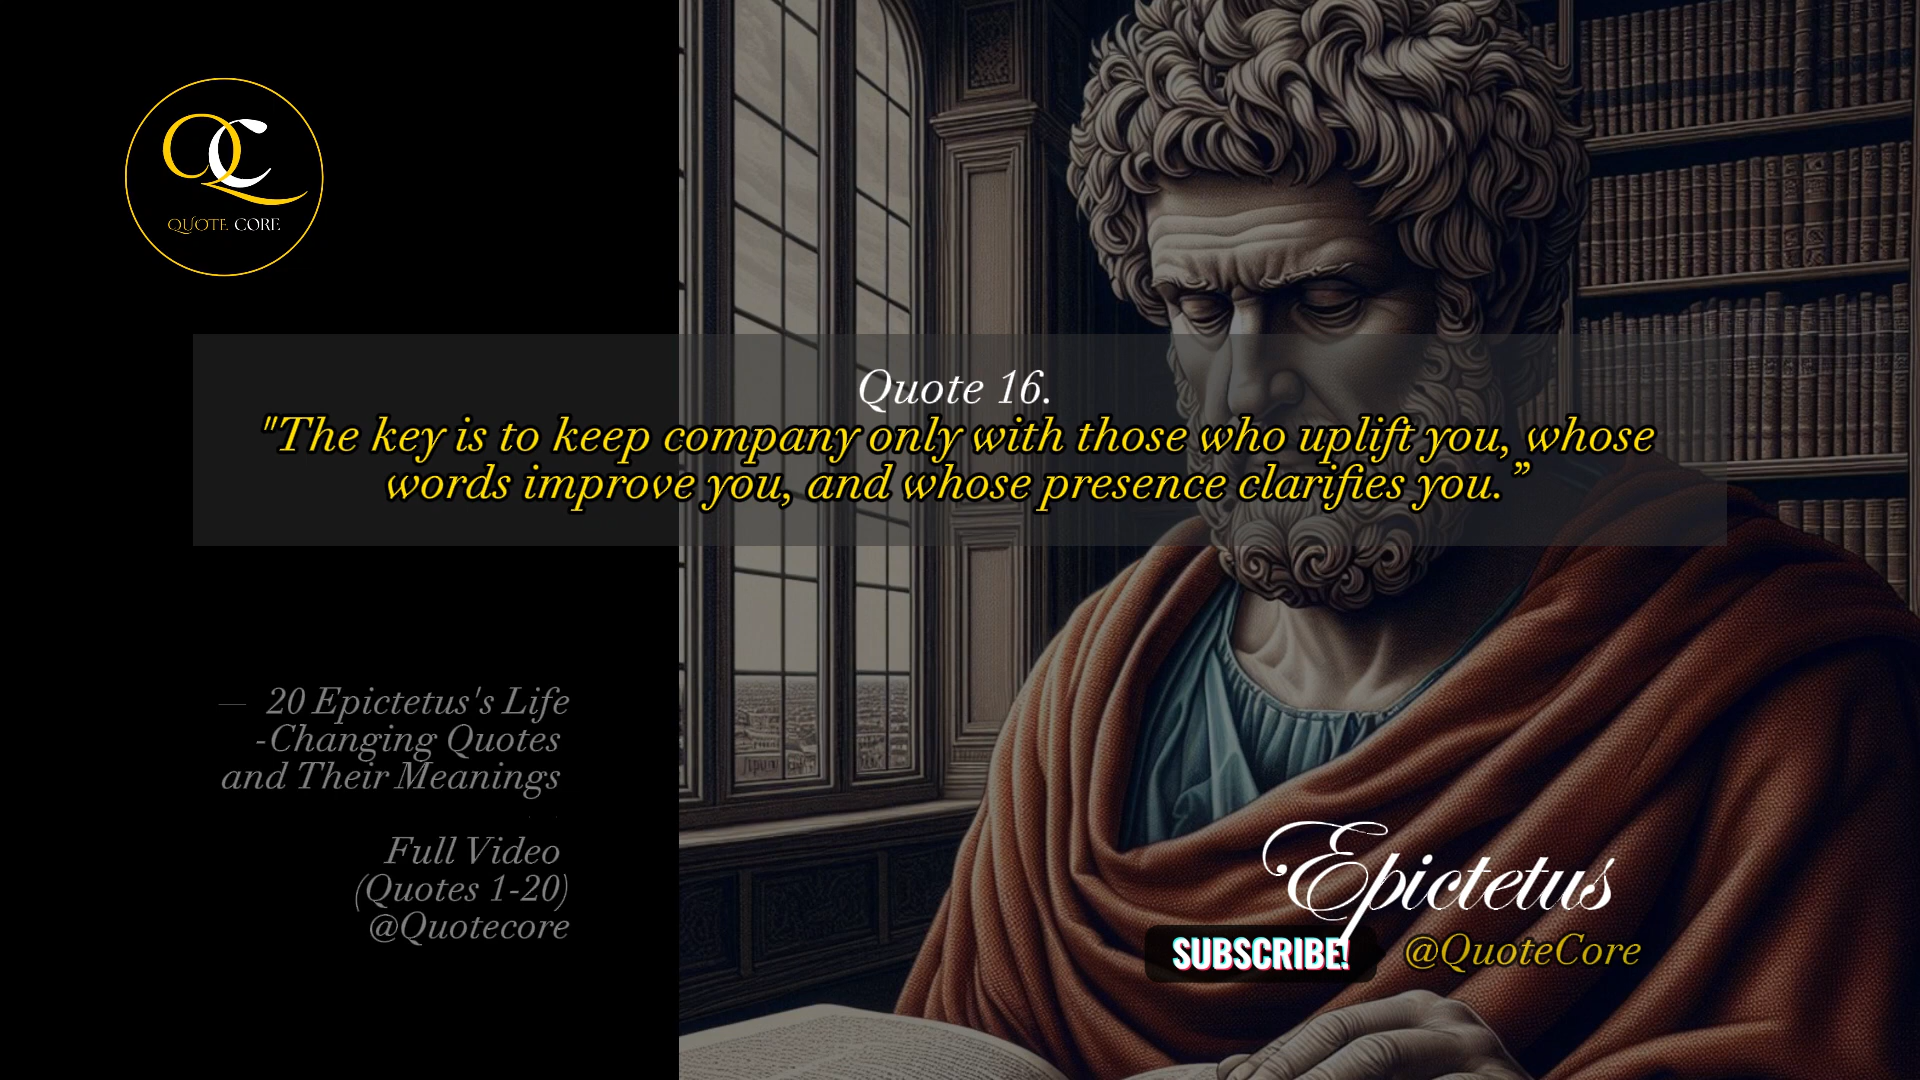 QC
QUOTE CORE
Quote 16.
"The key is to keep company only with those who uplift you, whose
words improve you, and whose presence clarifies you.”
— 20 Epictetus's Life
-Changing Quotes
and Their Meanings
Full Video
(Quotes 1-20)
@Quotecore
Epictetus
SUBSCRIBE!
@QuoteCore